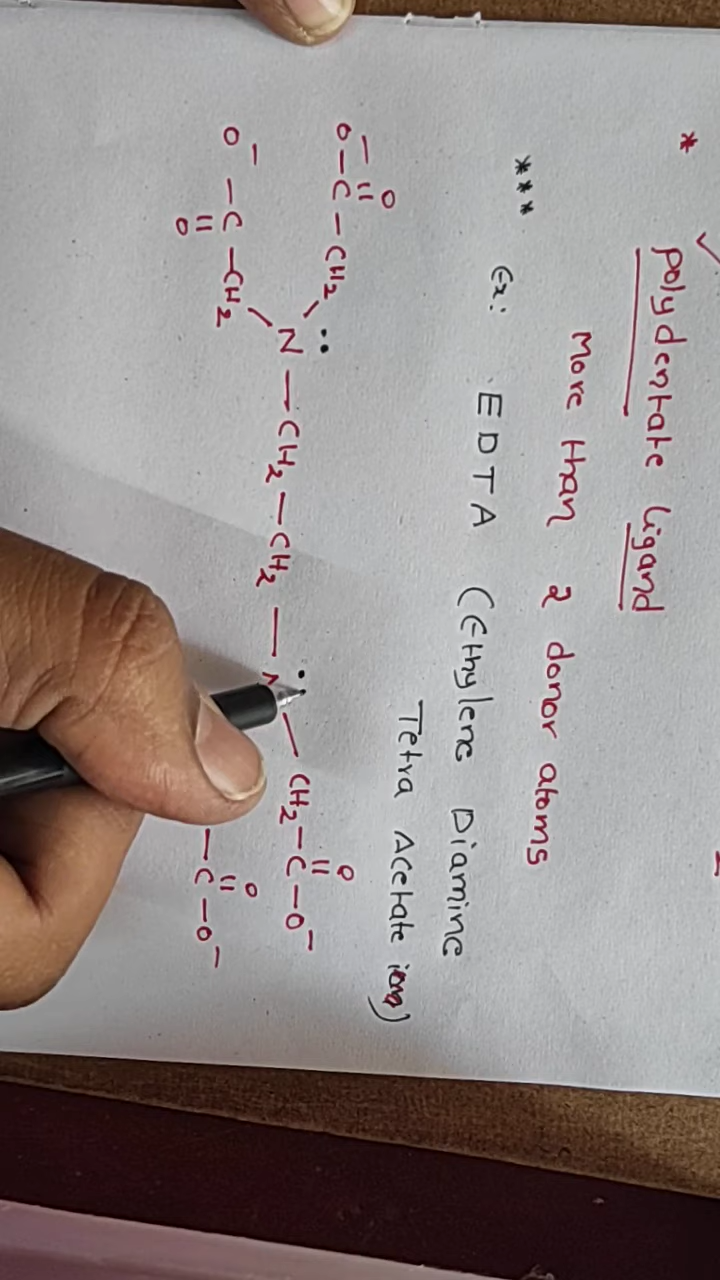 * polydentate ligand
More than 2 donor atoms
*** Ex: EDTA (Ethylene Diamine
Tetra Acetate ion)
O⁻—C(=O)—CH₂
N̈—CH₂—CH₂—N̈
CH₂—C(=O)—O⁻
O⁻—C(=O)—CH₂
—C(=O)—O⁻